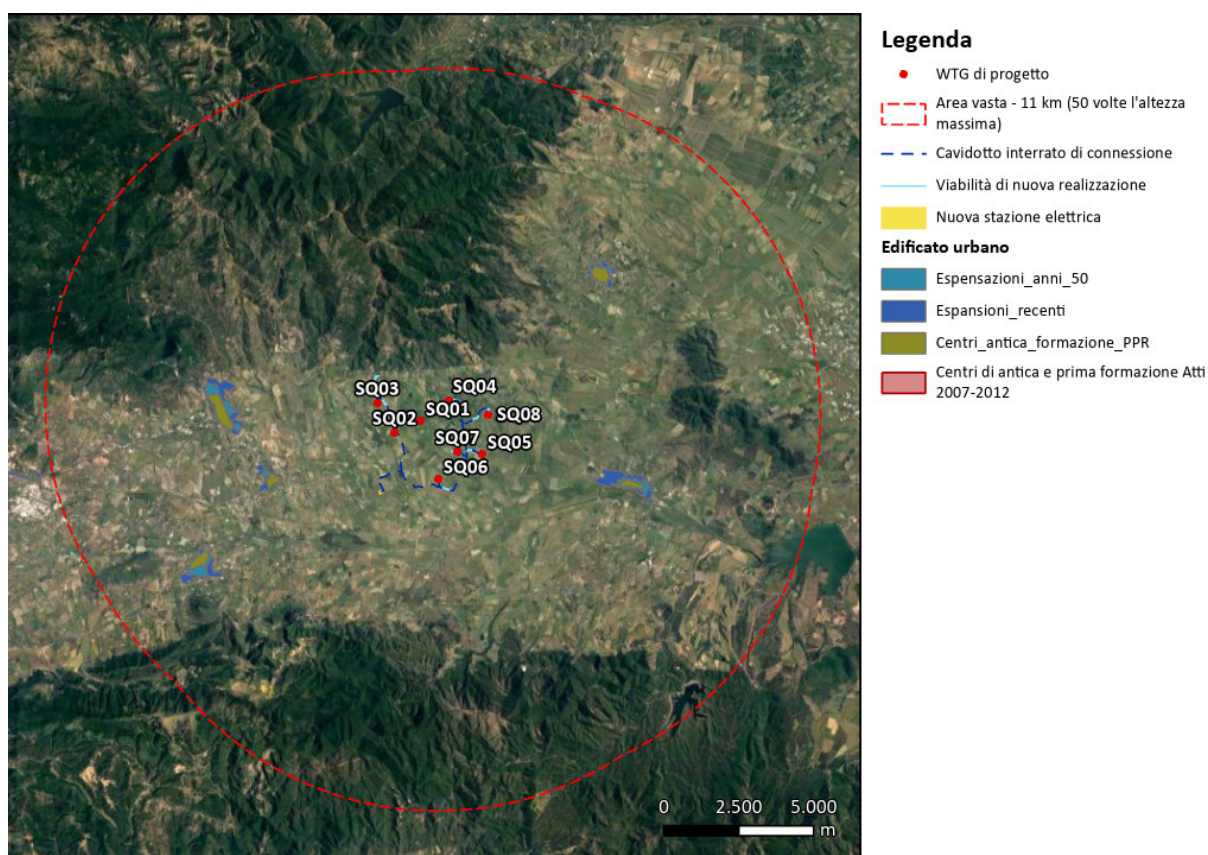 SQ03
SQ04
SQ01
SQ08
SQ02
SQ07
SQ05
SQ06
0 2.500 5.000
m
Legenda
WTG di progetto
Area vasta - 11 km (50 volte l'altezza
massima)
Cavidotto interrato di connessione
Viabilità di nuova realizzazione
Nuova stazione elettrica
Edificato urbano
Espensazioni_anni_50
Espansioni_recenti
Centri_antica_formazione_PPR
Centri di antica e prima formazione Atti
2007-2012